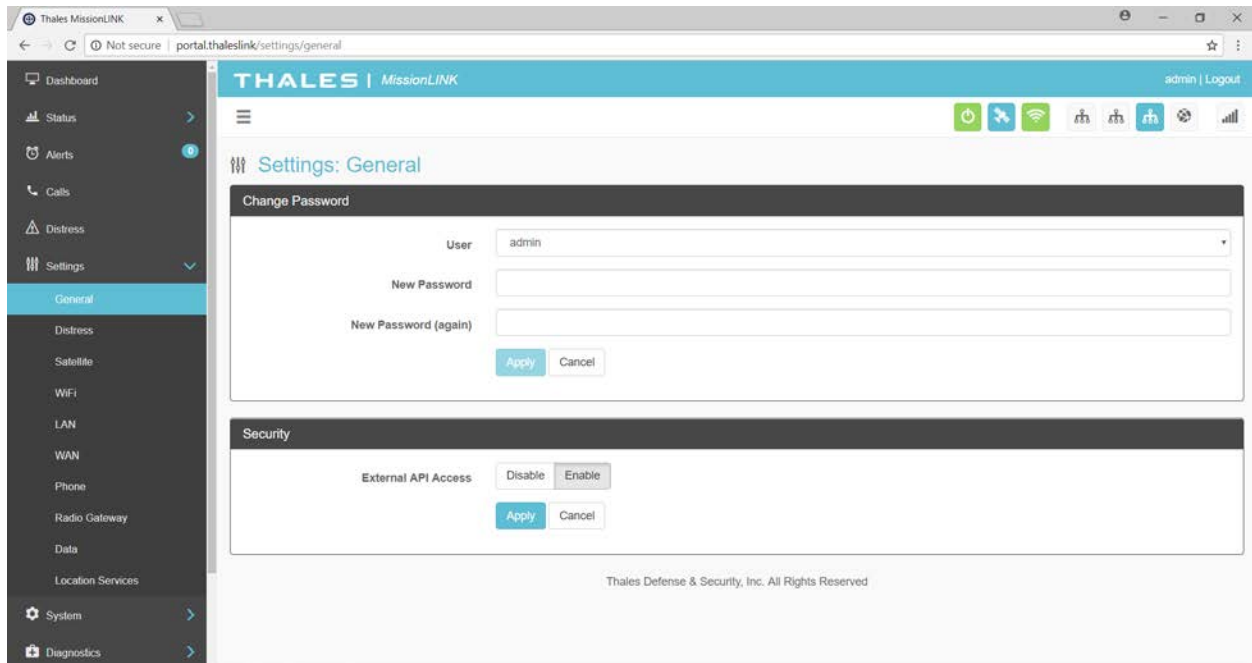 Thales MissionLINK
Not secure | portal.thaleslink/settings/general
THALES | MissionLINK
admin | Logout
Dashboard
Status
Alerts 0
Calls
Distress
Settings
General
Distress
Satellite
WiFi
LAN
WAN
Phone
Radio Gateway
Data
Location Services
System
Diagnostics
Settings: General
Change Password
User admin
New Password
New Password (again)
Apply Cancel
Security
External API Access Disable Enable
Apply Cancel
Thales Defense & Security, Inc. All Rights Reserved